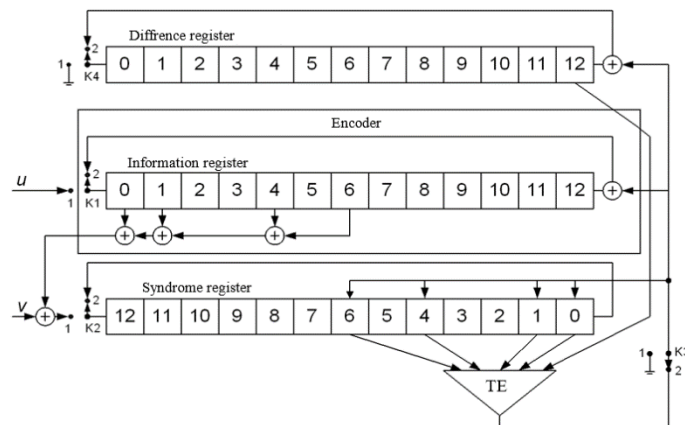 Diffrence register
2
1
K4
0 1 2 3 4 5 6 7 8 9 10 11 12
+
Encoder
Information register
u
2
1
K1
0 1 2 3 4 5 6 7 8 9 10 11 12
+
+ + +
Syndrome register
v
+
2
1
K2
12 11 10 9 8 7 6 5 4 3 2 1 0
1
K3
2
TE